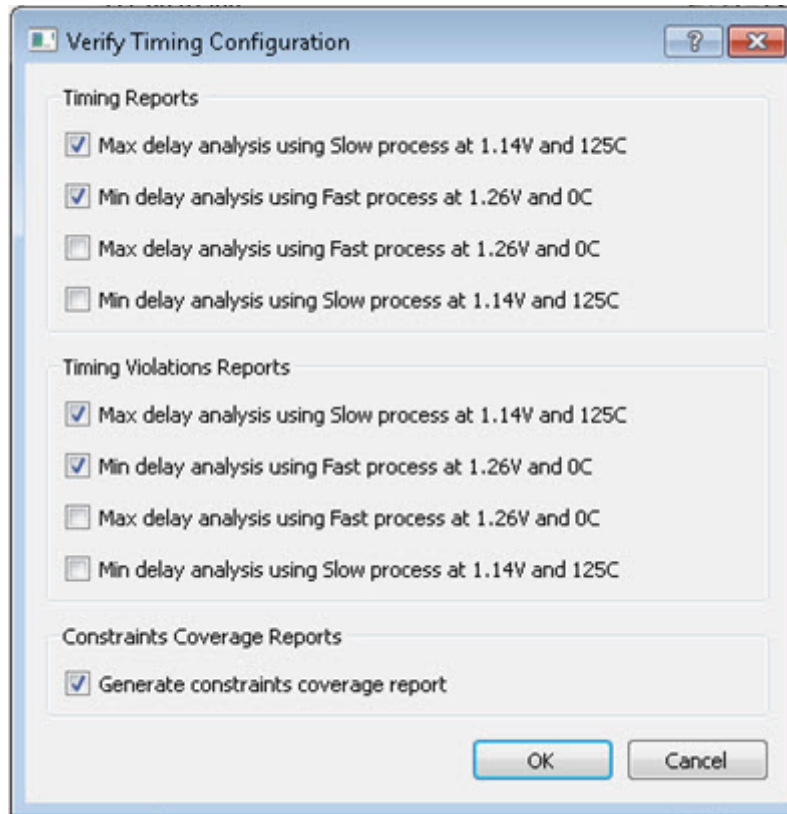 Verify Timing Configuration
Timing Reports
Max delay analysis using Slow process at 1.14V and 125C
Min delay analysis using Fast process at 1.26V and 0C
Max delay analysis using Fast process at 1.26V and 0C
Min delay analysis using Slow process at 1.14V and 125C
Timing Violations Reports
Max delay analysis using Slow process at 1.14V and 125C
Min delay analysis using Fast process at 1.26V and 0C
Max delay analysis using Fast process at 1.26V and 0C
Min delay analysis using Slow process at 1.14V and 125C
Constraints Coverage Reports
Generate constraints coverage report
OK Cancel